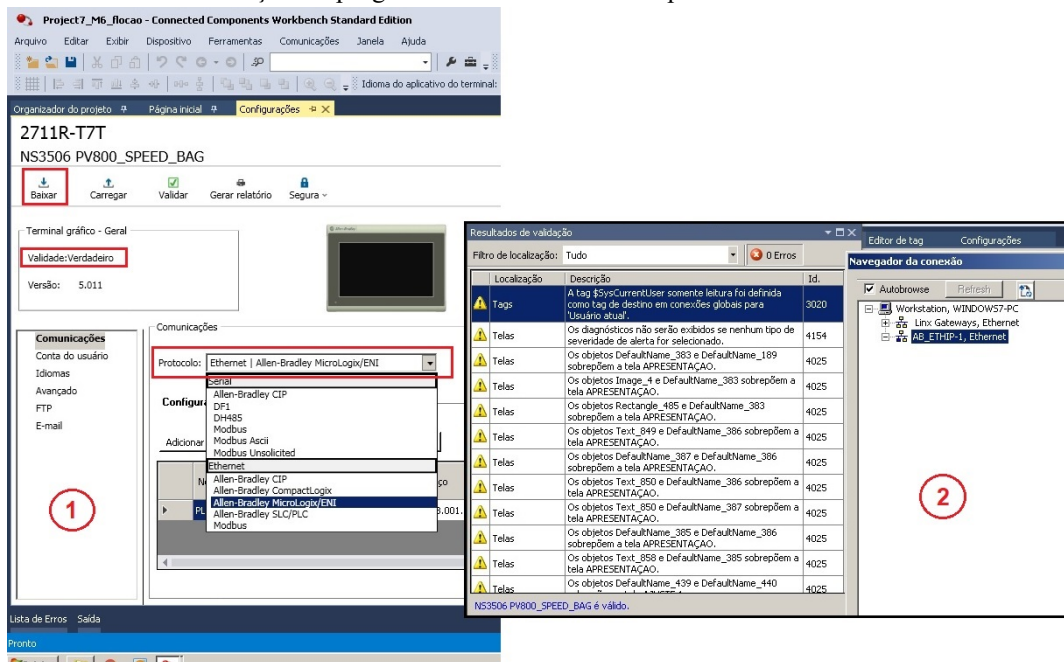 Project7_M6_flocao - Connected Components Workbench Standard Edition
Arquivo Editar Exibir Dispositivo Ferramentas Comunicações Janela Ajuda
Idioma do aplicativo do terminal:
Organizador do projeto Página inicial Configurações
2711R-T7T
NS3506 PV800_SPEED_BAG
Baixar Carregar Validar Gerar relatório Segura
Terminal gráfico - Geral
Validade:Verdadeiro
Versão: 5.011
Comunicações
Conta do usuário
Idiomas
Avançado
FTP
E-mail
1
Comunicações
Protocolo: Ethernet | Allen-Bradley MicroLogix/ENI
Serial
Allen-Bradley CIP
DF1
DH485
Modbus
Modbus Ascii
Modbus Unsolicited
Ethernet
Allen-Bradley CIP
Allen-Bradley CompactLogix
Allen-Bradley MicroLogix/ENI
Allen-Bradley SLC/PLC
Modbus
Adicionar
Lista de Erros Saída
Pronto
Resultados de validação
Filtro de localização: Tudo 0 Erros
Localização Descrição Id.
Tags A tag $SysCurrentUser somente leitura foi definida
como tag de destino em conexões globais para
'Usuário atual'. 3020
Telas Os diagnósticos não serão exibidos se nenhum tipo de
severidade de alerta for selecionado. 4154
Telas Os objetos DefaultName_383 e DefaultName_189
sobrepõem a tela APRESENTAÇAO. 4025
Telas Os objetos Image_4 e DefaultName_383 sobrepõem a
tela APRESENTAÇAO. 4025
Telas Os objetos Rectangle_485 e DefaultName_383
sobrepõem a tela APRESENTAÇAO. 4025
Telas Os objetos Text_849 e DefaultName_386 sobrepõem a
tela APRESENTAÇAO. 4025
Telas Os objetos DefaultName_387 e DefaultName_386
sobrepõem a tela APRESENTAÇAO. 4025
Telas Os objetos Text_850 e DefaultName_386 sobrepõem a
tela APRESENTAÇAO. 4025
Telas Os objetos Text_850 e DefaultName_387 sobrepõem a
tela APRESENTAÇAO. 4025
Telas Os objetos DefaultName_385 e DefaultName_386
sobrepõem a tela APRESENTAÇAO. 4025
Telas Os objetos Text_858 e DefaultName_385 sobrepõem a
tela APRESENTAÇAO. 4025
Telas Os objetos DefaultName_439 e DefaultName_440
4025
NS3506 PV800_SPEED_BAG é válido.
Editor de tag Configurações
Navegador da conexão
Autobrowse Refresh
Workstation, WINDOWS7-PC
Linx Gateways, Ethernet
AB_ETHIP-1, Ethernet
2